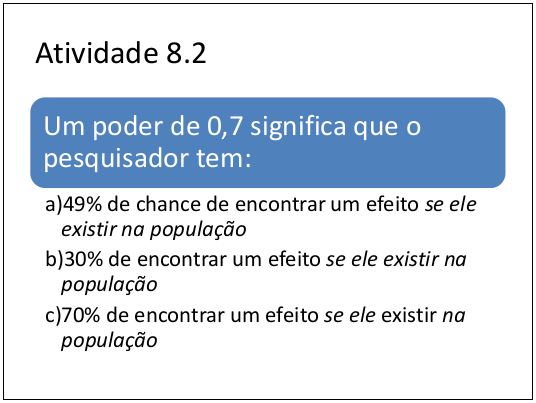 Atividade 8.2
Um poder de 0,7 significa que o
pesquisador tem:
a)49% de chance de encontrar um efeito se ele
existir na população
b)30% de encontrar um efeito se ele existir na
população
c)70% de encontrar um efeito se ele existir na
população